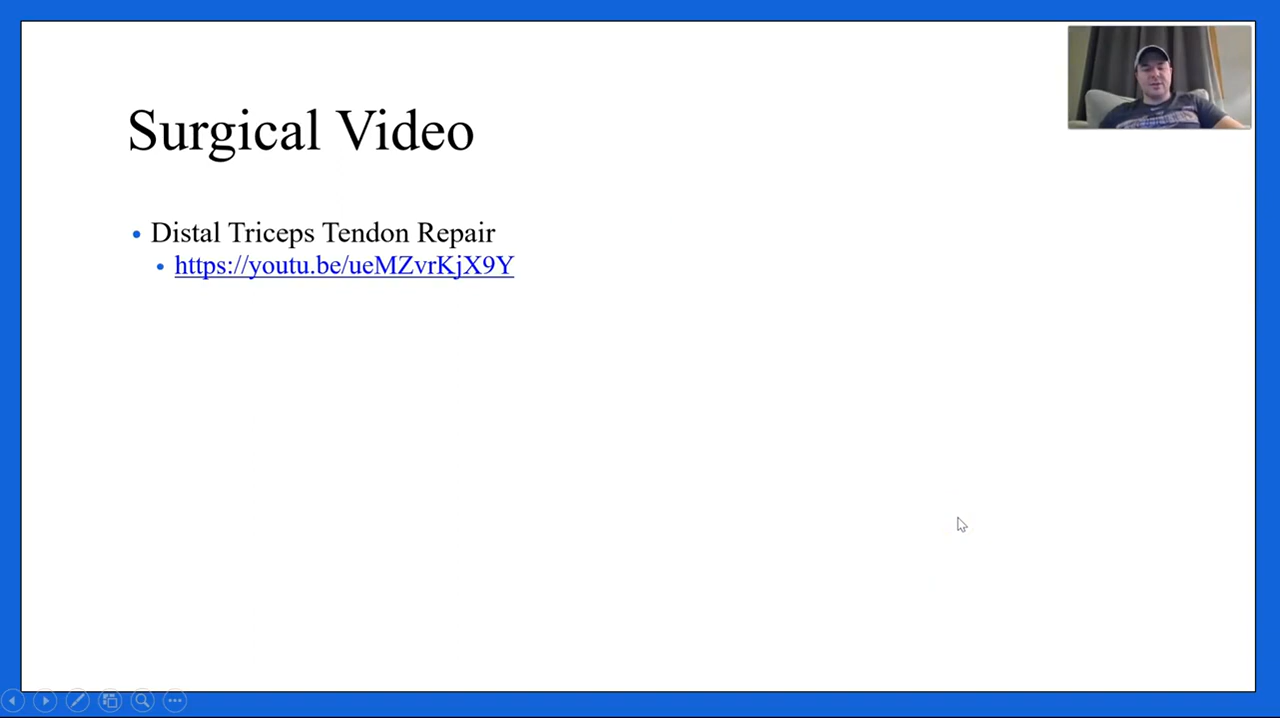 Surgical Video
• Distal Triceps Tendon Repair
• https://youtu.be/ueMZvrKjX9Y